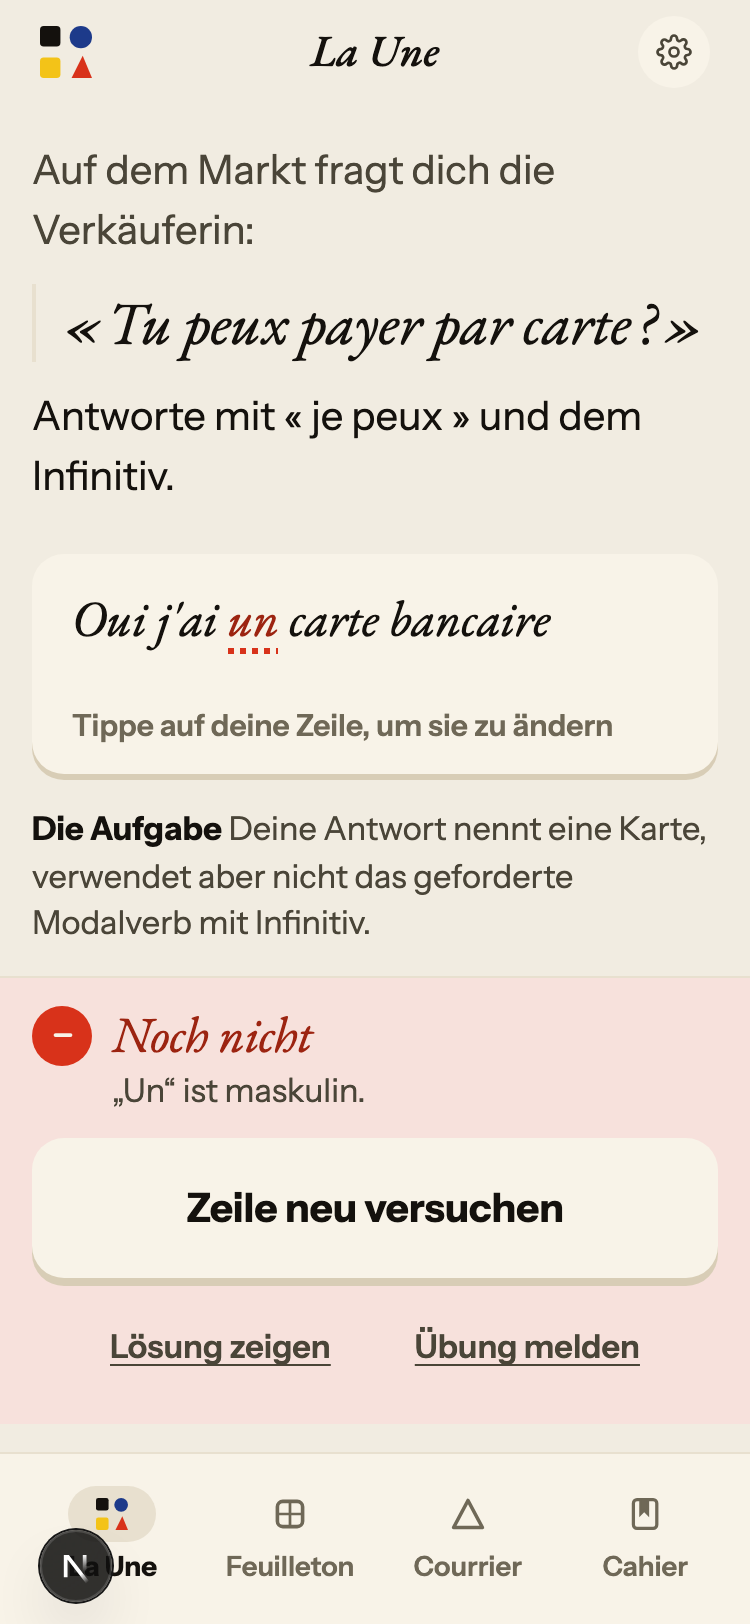 La Une
Auf dem Markt fragt dich die
Verkäuferin:
« Tu peux payer par carte ? »
Antworte mit « je peux » und dem
Infinitiv.
Oui j'ai un carte bancaire
Tippe auf deine Zeile, um sie zu ändern
Die Aufgabe Deine Antwort nennt eine Karte,
verwendet aber nicht das geforderte
Modalverb mit Infinitiv.
Noch nicht
„Un“ ist maskulin.
Zeile neu versuchen
Lösung zeigen Übung melden
La Une Feuilleton Courrier Cahier
N